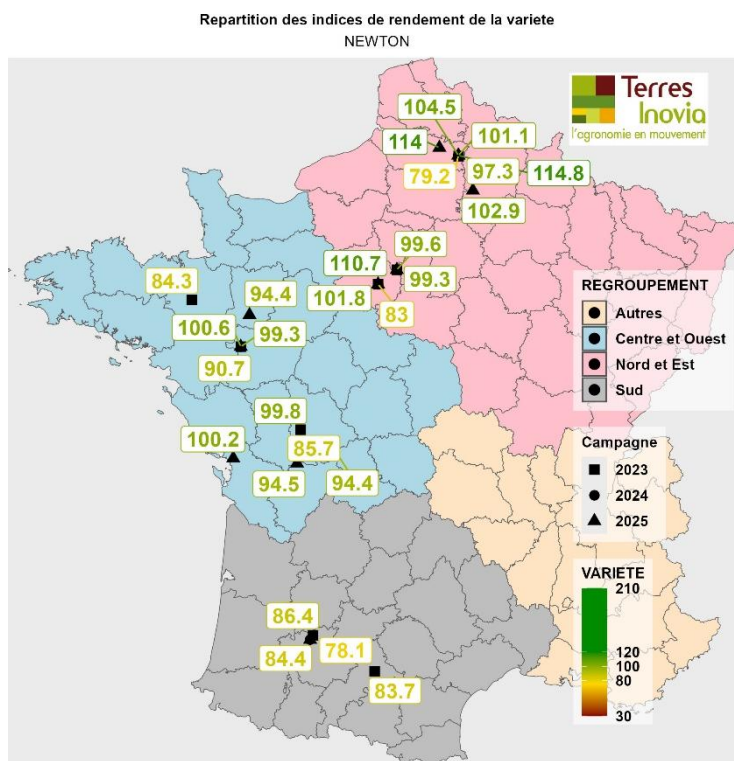 Repartition des indices de rendement de la variete
NEWTON
Terres
Inovia
l'agronomie en mouvement
104.5
114
101.1
79.2
97.3
114.8
102.9
99.6
110.7
99.3
101.8
83
84.3
94.4
100.6
99.3
90.7
99.8
100.2
85.7
94.5
94.4
86.4
84.4
78.1
83.7
REGROUPEMENT
Autres
Centre et Ouest
Nord et Est
Sud
Campagne
2023
2024
2025
VARIETE
210
120
100
80
30